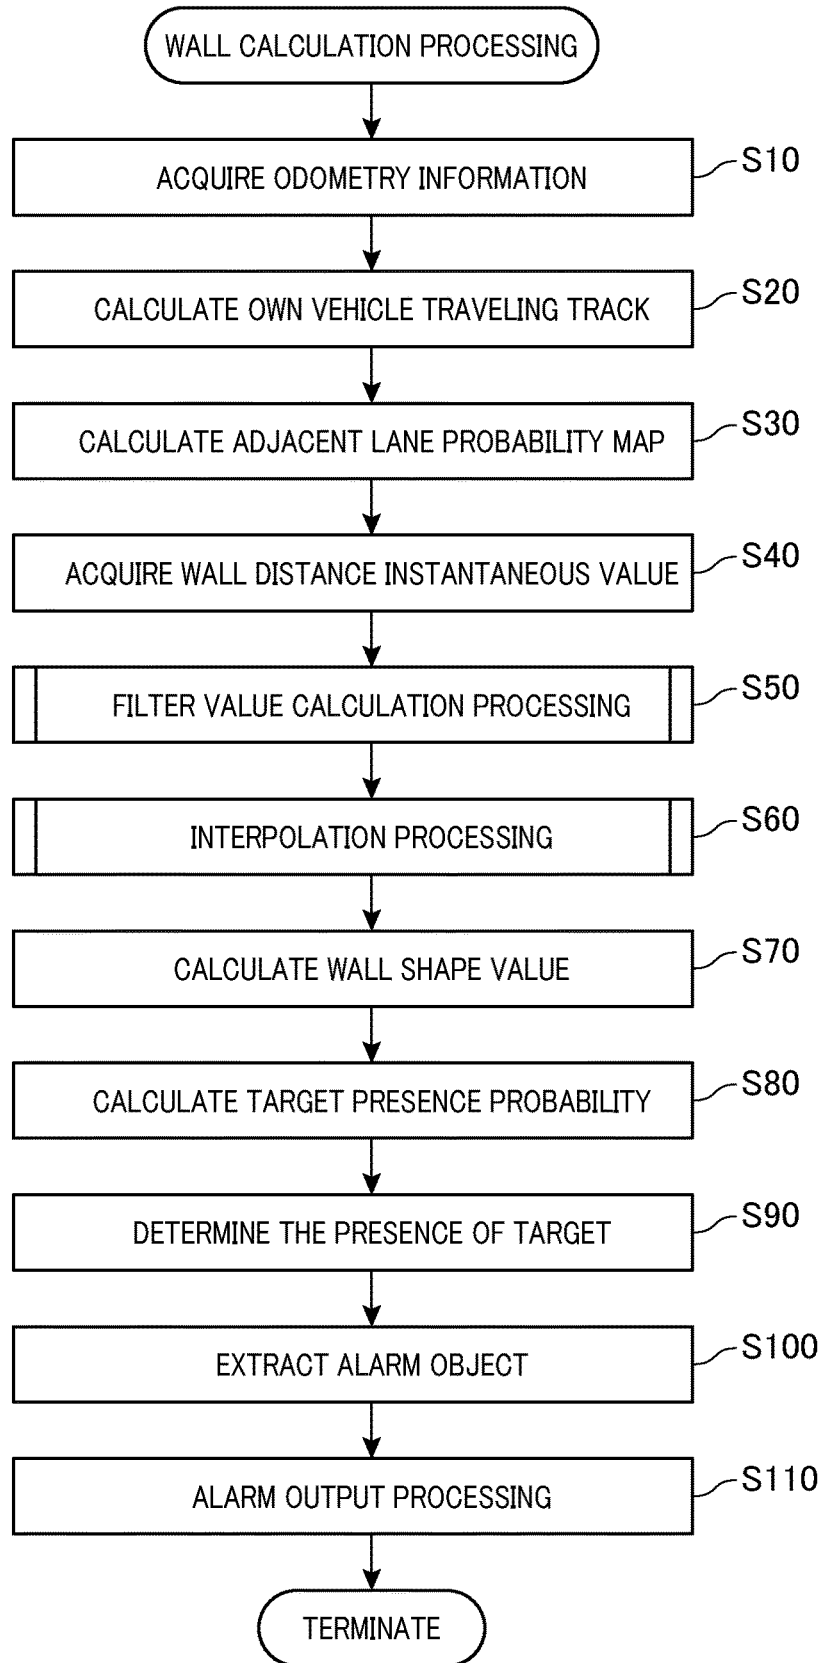 WALL CALCULATION PROCESSING
ACQUIRE ODOMETRY INFORMATION
S10
CALCULATE OWN VEHICLE TRAVELING TRACK
S20
CALCULATE ADJACENT LANE PROBABILITY MAP
S30
ACQUIRE WALL DISTANCE INSTANTANEOUS VALUE
S40
FILTER VALUE CALCULATION PROCESSING
S50
INTERPOLATION PROCESSING
S60
CALCULATE WALL SHAPE VALUE
S70
CALCULATE TARGET PRESENCE PROBABILITY
S80
DETERMINE THE PRESENCE OF TARGET
S90
EXTRACT ALARM OBJECT
S100
ALARM OUTPUT PROCESSING
S110
TERMINATE